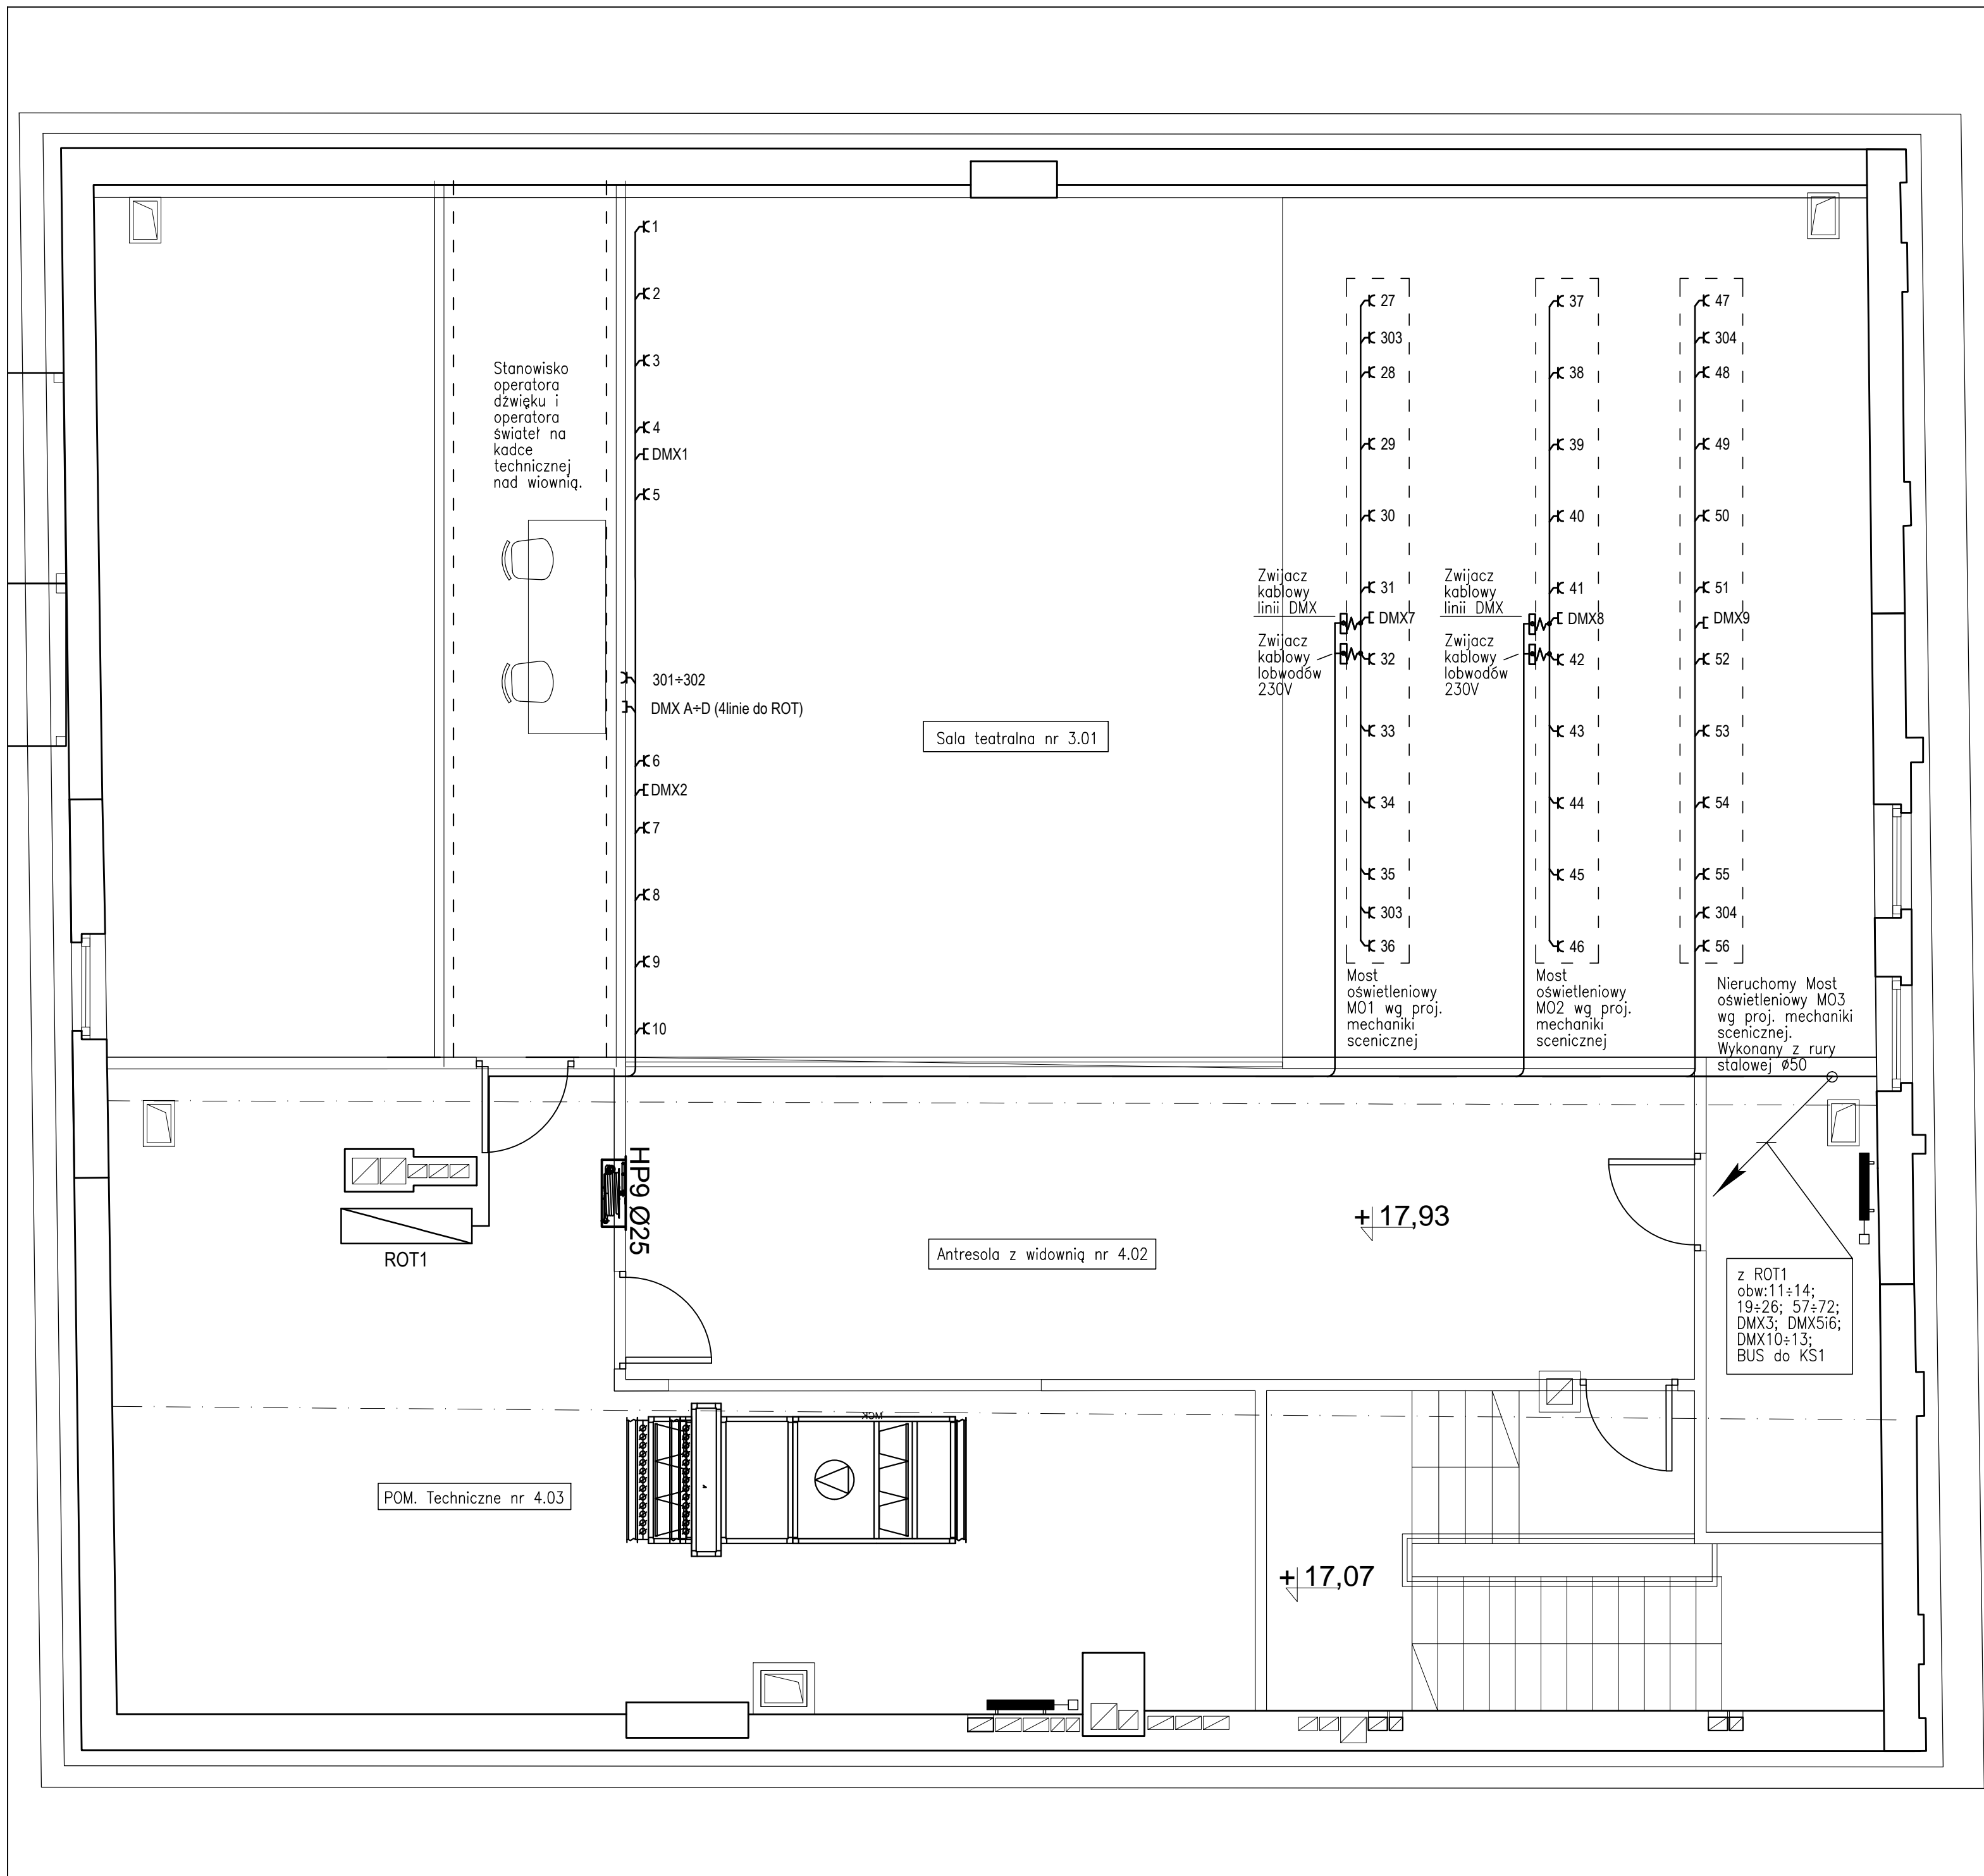 1
2
3
4
DMX1
5
301÷302
DMX A÷D (4linie do ROT)
6
DMX2
7
8
9
10
Stanowisko
operatora
dźwięku i
operatora
świateł na
kadce
technicznej
nad wiownią.
Sala teatralna nr 3.01
27
303
28
29
30
31
DMX7
32
33
34
35
303
36
Zwijacz
kablowy
linii DMX
Zwijacz
kablowy
lobwodów
230V
Most
oświetleniowy
MO1 wg proj.
mechaniki
scenicznej
37
38
39
40
41
DMX8
42
43
44
45
46
Zwijacz
kablowy
linii DMX
Zwijacz
kablowy
lobwodów
230V
Most
oświetleniowy
MO2 wg proj.
mechaniki
scenicznej
47
304
48
49
50
51
DMX9
52
53
54
55
304
56
Nieruchomy Most
oświetleniowy MO3
wg proj. mechaniki
scenicznej.
Wykonany z rury
stalowej ø50
ROT1
HP9 Ø25
Antresola z widownią nr 4.02
+ 17,93
z ROT1
obw:11÷14;
19÷26; 57÷72;
DMX3; DMX5i6;
DMX10÷13;
BUS do KS1
MCK
POM. Techniczne nr 4.03
+ 17,07